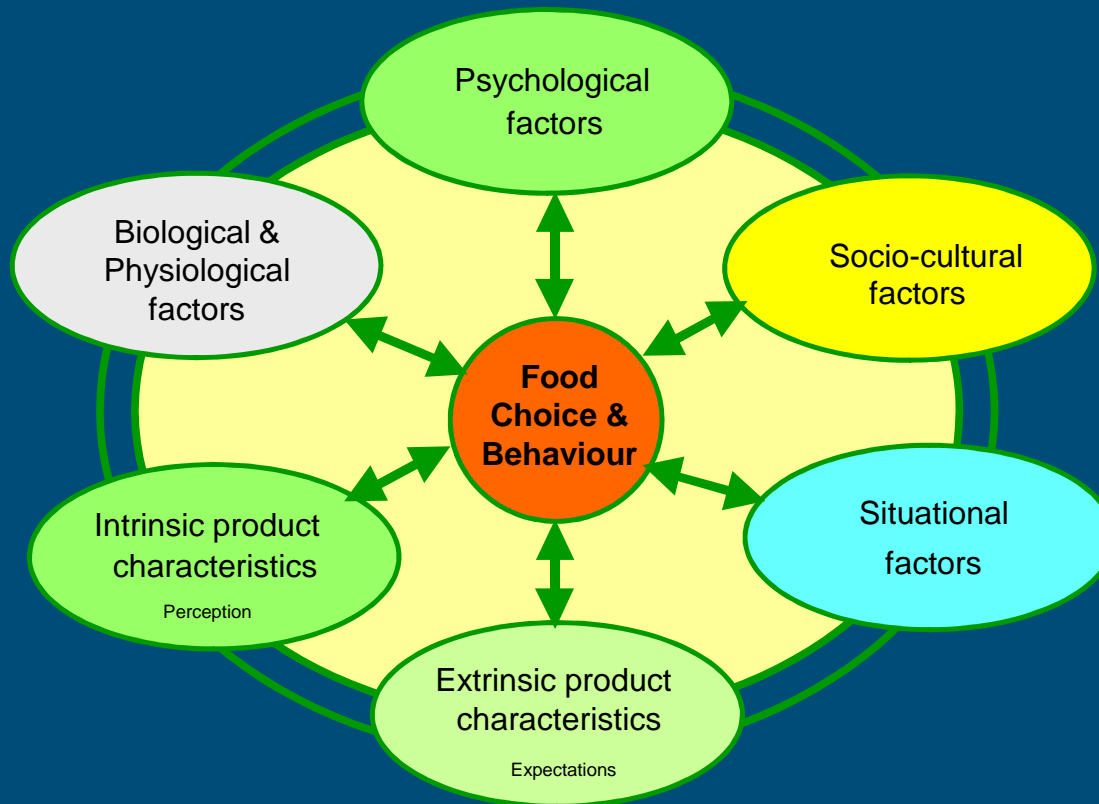 Psychological
factors
Biological &
Physiological
factors
Socio-cultural
factors
Food
Choice &
Behaviour
Intrinsic product
characteristics
Perception
Situational
factors
Extrinsic product
characteristics
Expectations